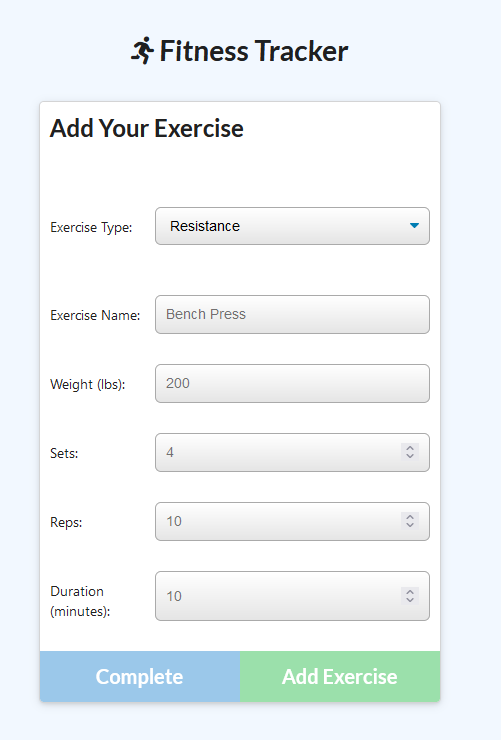 Fitness Tracker
Add Your Exercise
Exercise Type: Resistance
Exercise Name: Bench Press
Weight (lbs): 200
Sets: 4
Reps: 10
Duration
(minutes): 10
Complete Add Exercise